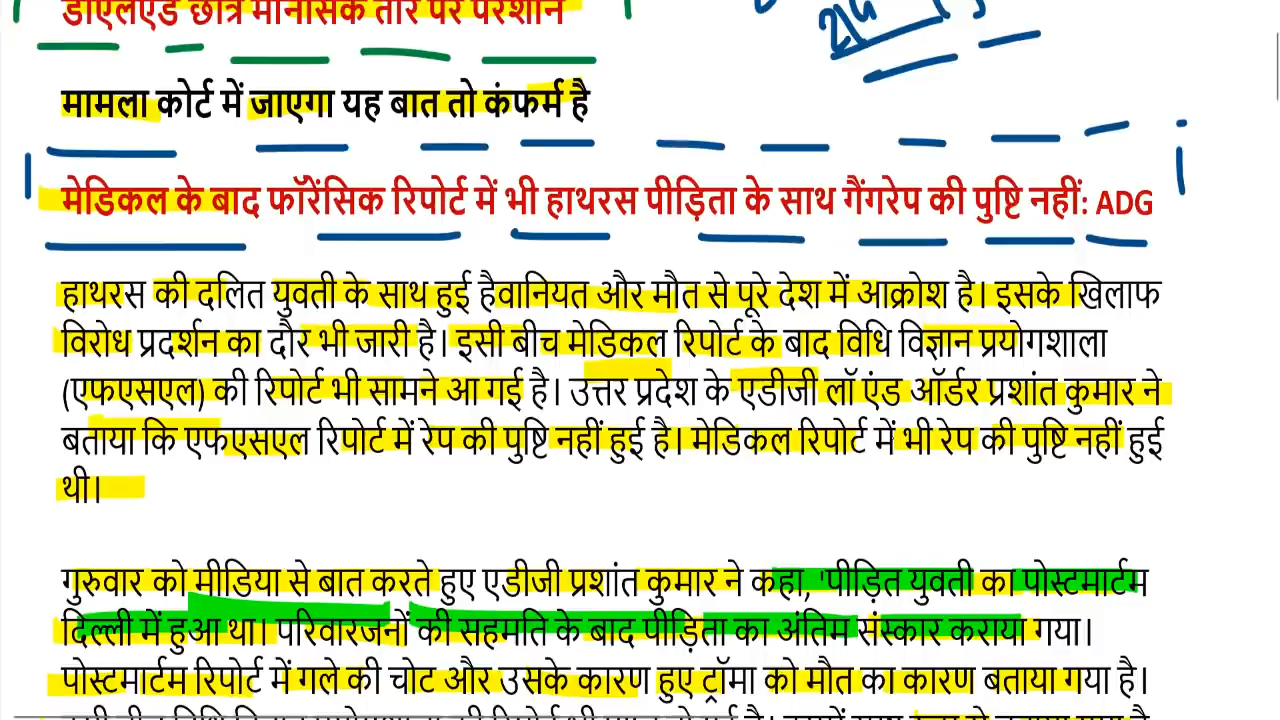 डीएलएड छात्र मानसिक तौर पर परेशान
मामला कोर्ट में जाएगा यह बात तो कंफर्म है
मेडिकल के बाद फॉरेंसिक रिपोर्ट में भी हाथरस पीड़िता के साथ गैंगरेप की पुष्टि नहीं: ADG
हाथरस की दलित युवती के साथ हुई हैवानियत और मौत से पूरे देश में आक्रोश है। इसके खिलाफ
विरोध प्रदर्शन का दौर भी जारी है। इसी बीच मेडिकल रिपोर्ट के बाद विधि विज्ञान प्रयोगशाला
(एफएसएल) की रिपोर्ट भी सामने आ गई है। उत्तर प्रदेश के एडीजी लॉ एंड ऑर्डर प्रशांत कुमार ने
बताया कि एफएसएल रिपोर्ट में रेप की पुष्टि नहीं हुई है। मेडिकल रिपोर्ट में भी रेप की पुष्टि नहीं हुई
थी।
गुरुवार को मीडिया से बात करते हुए एडीजी प्रशांत कुमार ने कहा, 'पीड़ित युवती का पोस्टमार्टम
दिल्ली में हुआ था। परिवारजनों की सहमति के बाद पीड़िता का अंतिम संस्कार कराया गया।
पोस्टमार्टम रिपोर्ट में गले की चोट और उसके कारण हुए ट्रॉमा को मौत का कारण बताया गया है।